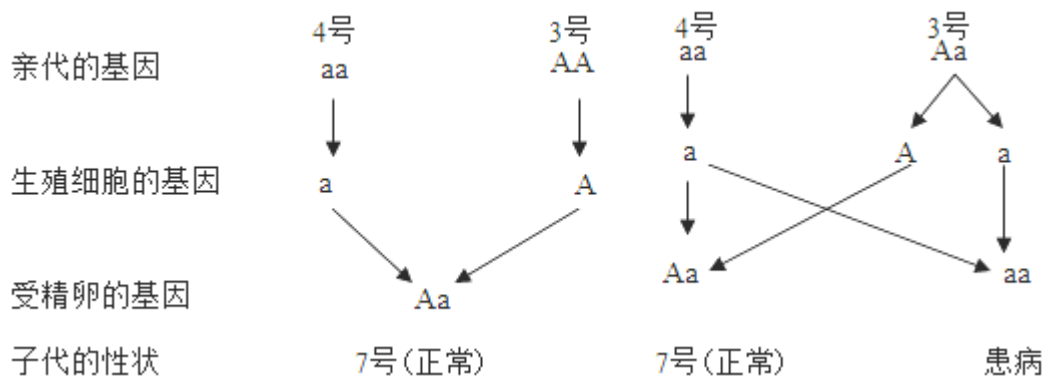 4号 3号 4号 3号
亲代的基因 aa AA aa Aa
生殖细胞的基因 a A a A a
受精卵的基因 Aa Aa aa
子代的性状 7号(正常) 7号(正常) 患病